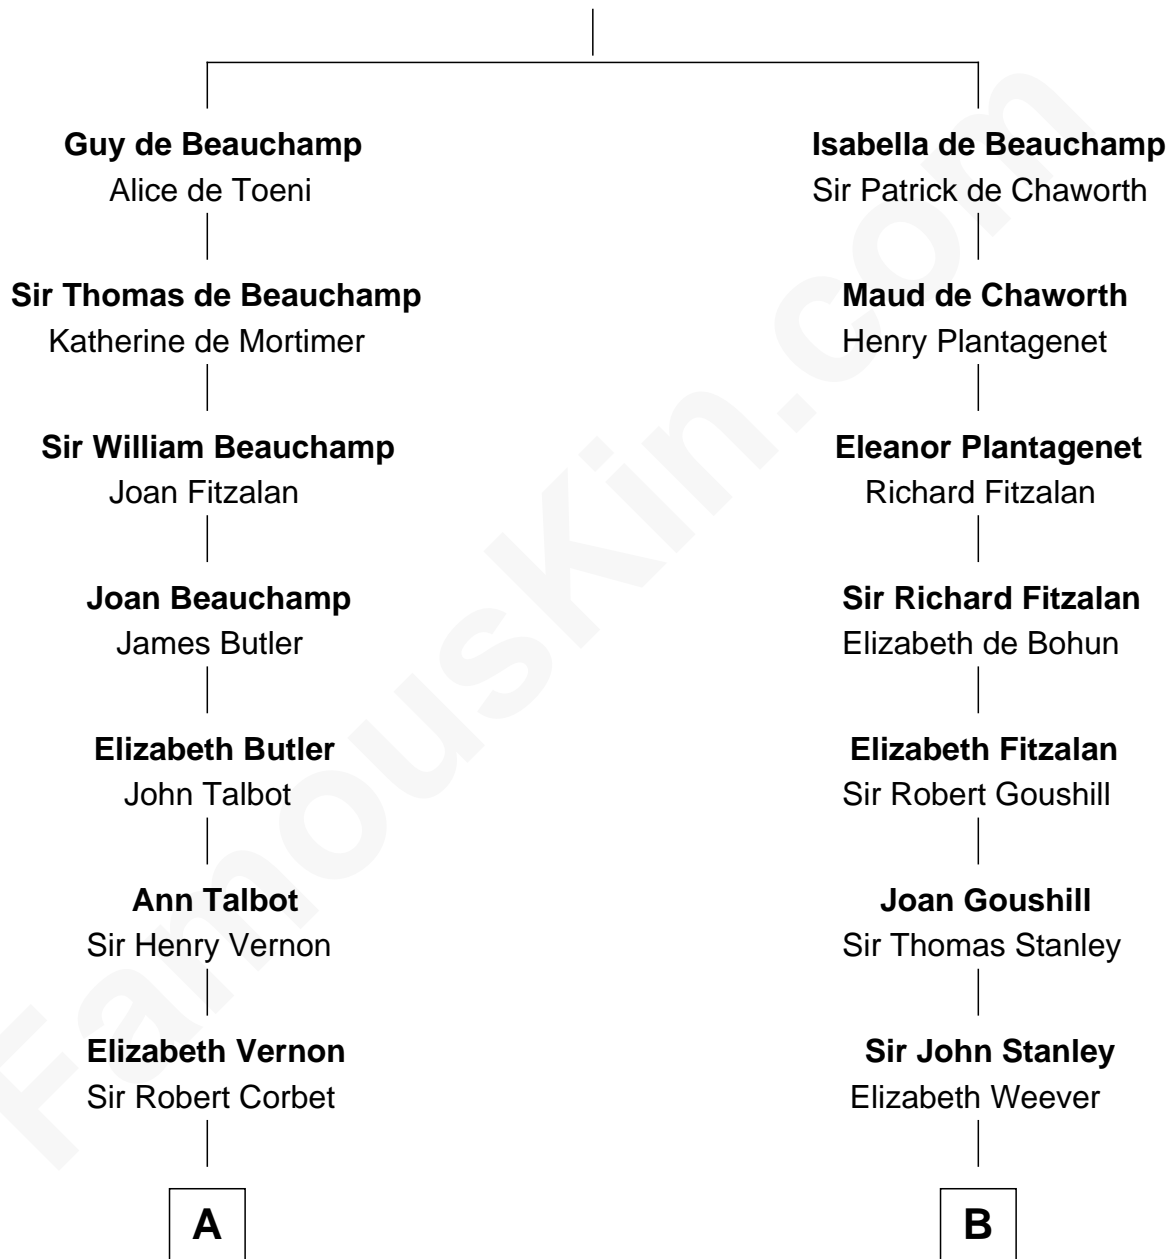 Guy de Beauchamp
Alice de Toeni
Sir Thomas de Beauchamp
Katherine de Mortimer
Sir William Beauchamp
Joan Fitzalan
Joan Beauchamp
James Butler
Elizabeth Butler
John Talbot
Ann Talbot
Sir Henry Vernon
Elizabeth Vernon
Sir Robert Corbet
A
Isabella de Beauchamp
Sir Patrick de Chaworth
Maud de Chaworth
Henry Plantagenet
Eleanor Plantagenet
Richard Fitzalan
Sir Richard Fitzalan
Elizabeth de Bohun
Elizabeth Fitzalan
Sir Robert Goushill
Joan Goushill
Sir Thomas Stanley
Sir John Stanley
Elizabeth Weever
B
FamousKin.com